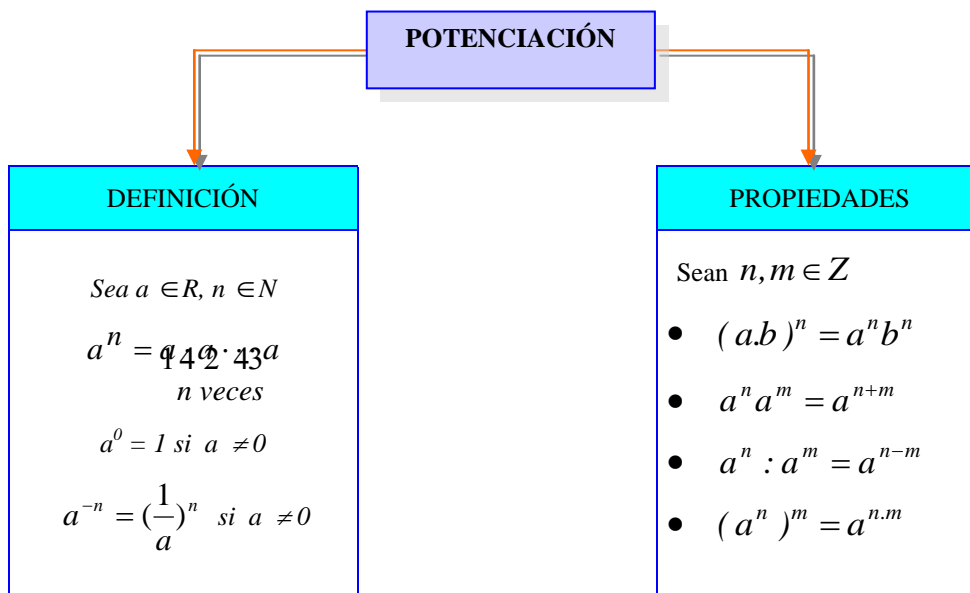 POTENCIACIÓN
DEFINICIÓN
Sea a ∈R, n ∈N
aⁿ = a . a . . . a
n veces
a⁰ = 1 si a ≠0
a⁻ⁿ = (1/a)ⁿ si a ≠0
PROPIEDADES
Sean n, m ∈ Z
• (a.b)ⁿ = aⁿbⁿ
• aⁿaᵐ = aⁿ⁺ᵐ
• aⁿ : aᵐ = aⁿ⁻ᵐ
• (aⁿ)ᵐ = aⁿ·ᵐ